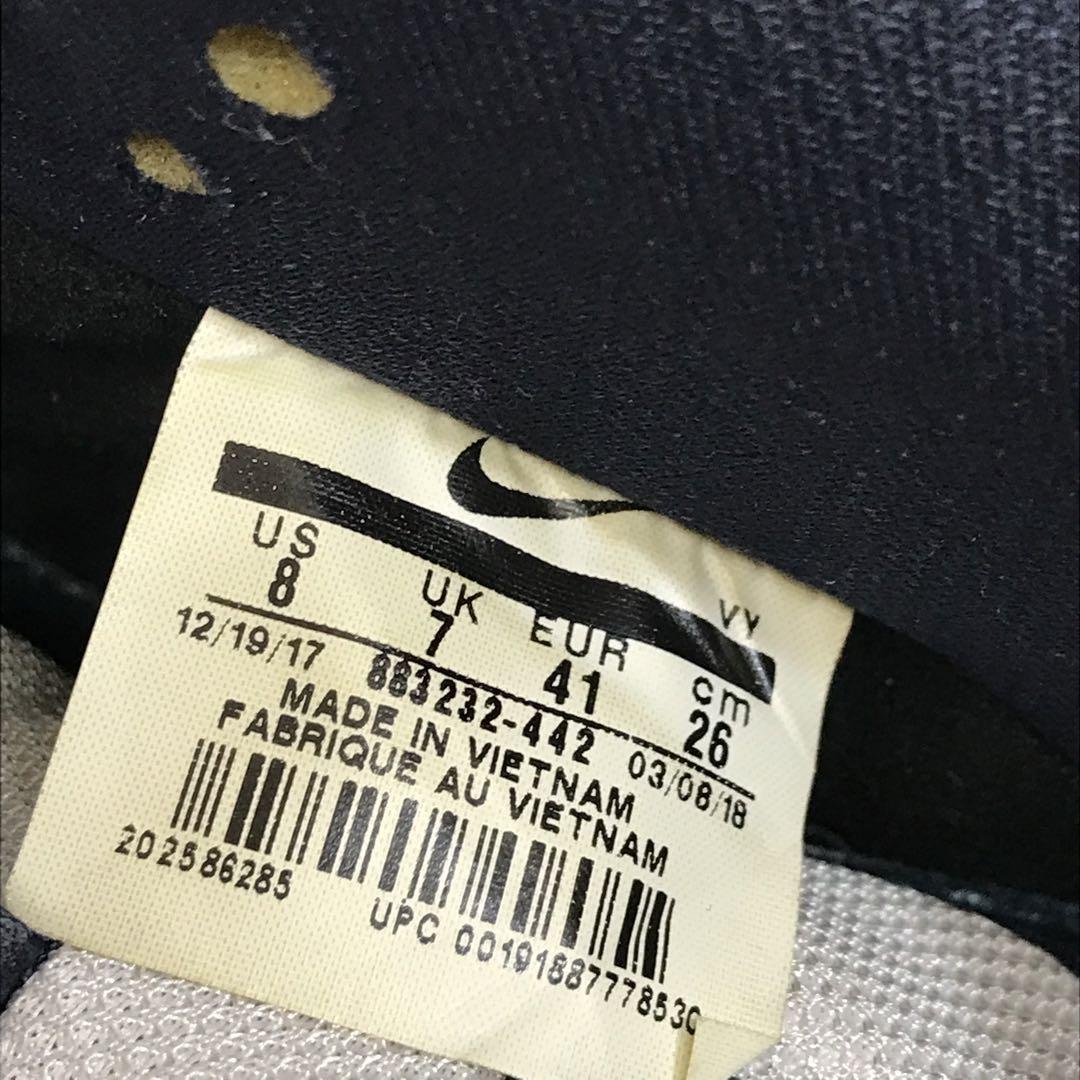 VY
US UK EUR cm
8 7 41 26
12/19/17 883232-442 03/08/18
MADE IN VIETNAM
FABRIQUE AU VIETNAM
202586285
UPC 00191887778530